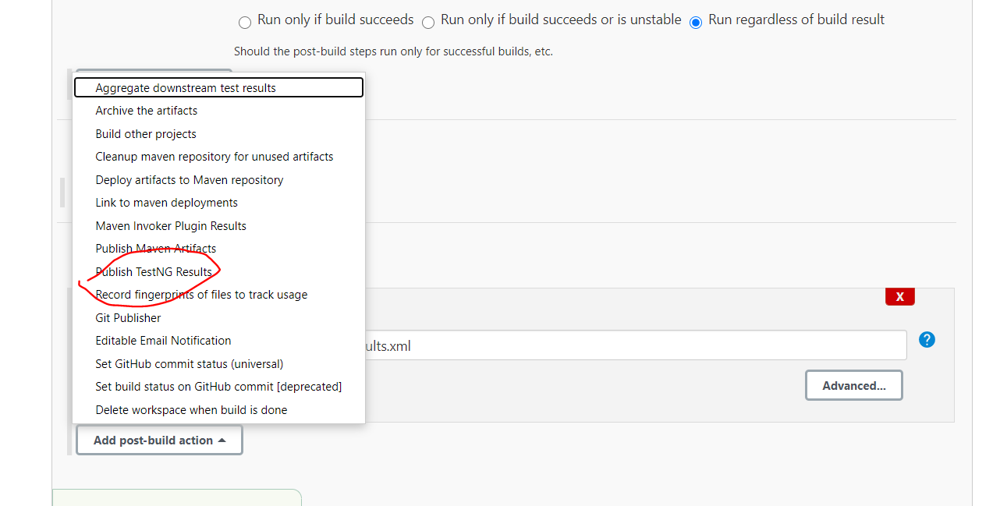 Run only if build succeeds Run only if build succeeds or is unstable Run regardless of build result
Should the post-build steps run only for successful builds, etc.
Aggregate downstream test results
Archive the artifacts
Build other projects
Cleanup maven repository for unused artifacts
Deploy artifacts to Maven repository
Link to maven deployments
Maven Invoker Plugin Results
Publish Maven Artifacts
Publish TestNG Results
Record fingerprints of files to track usage
Git Publisher
Editable Email Notification
Set GitHub commit status (universal)
Set build status on GitHub commit [deprecated]
Delete workspace when build is done
X
ults.xml
?
Advanced...
Add post-build action